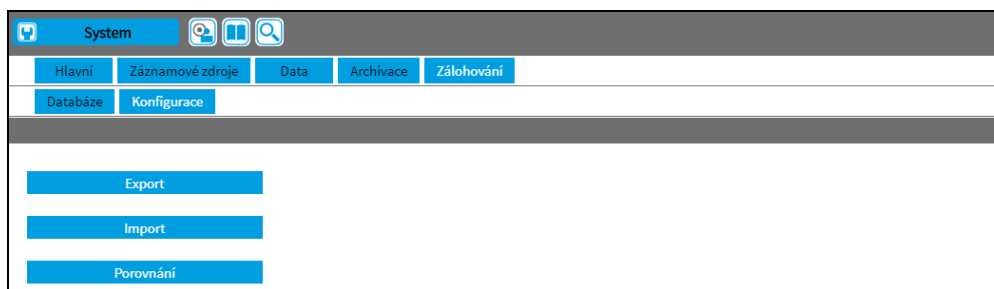 System
Hlavní Záznamové zdroje Data Archivace Zálohování
Databáze Konfigurace
Export
Import
Porovnání